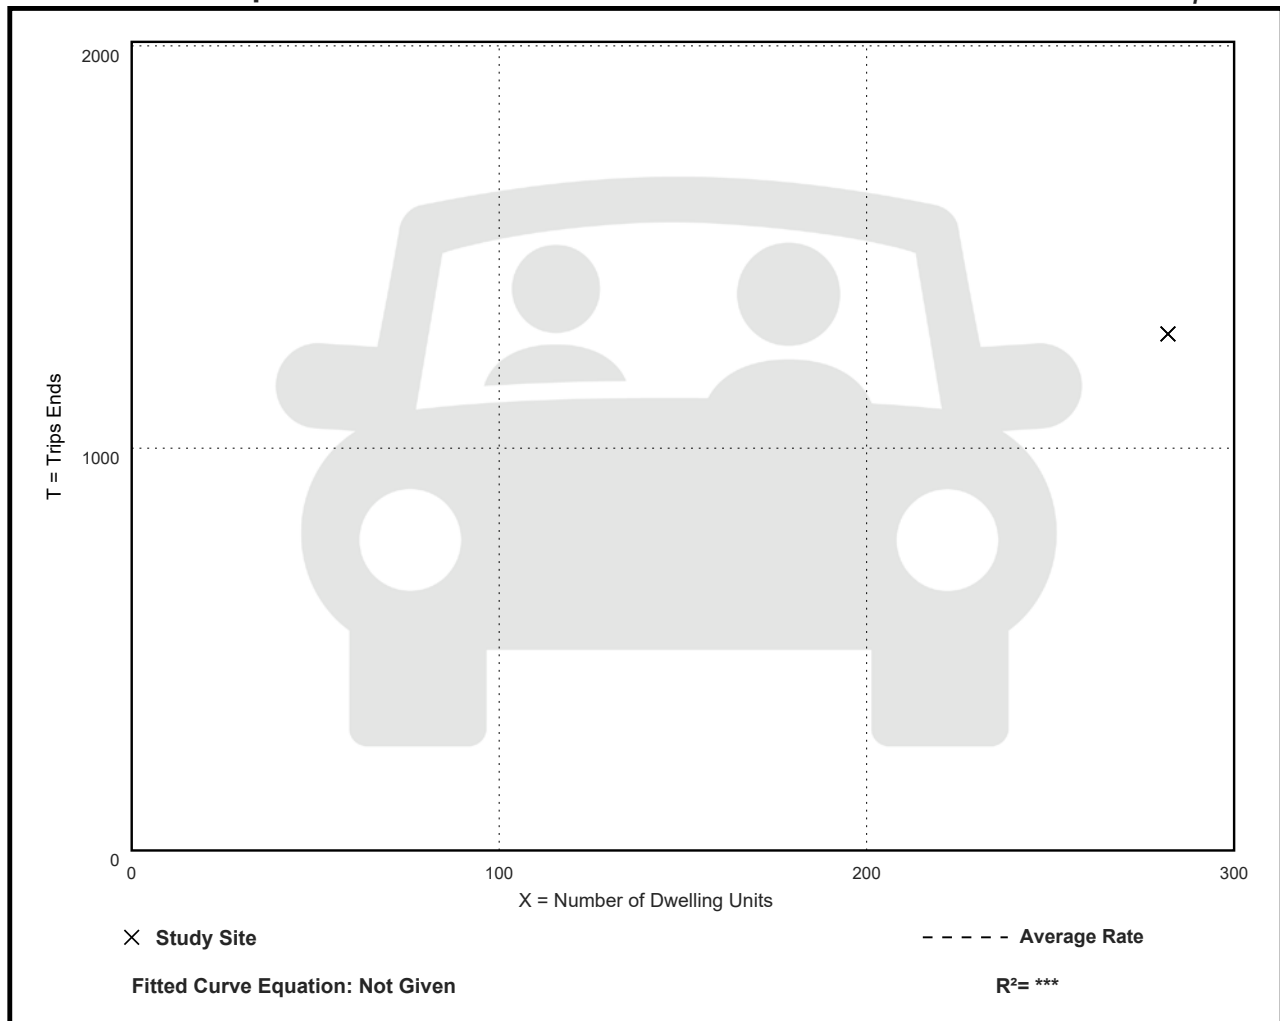 2000
1000
0
T = Trips Ends
0 100 200 300
X = Number of Dwelling Units
Study Site
Average Rate
Fitted Curve Equation: Not Given
R²= ***